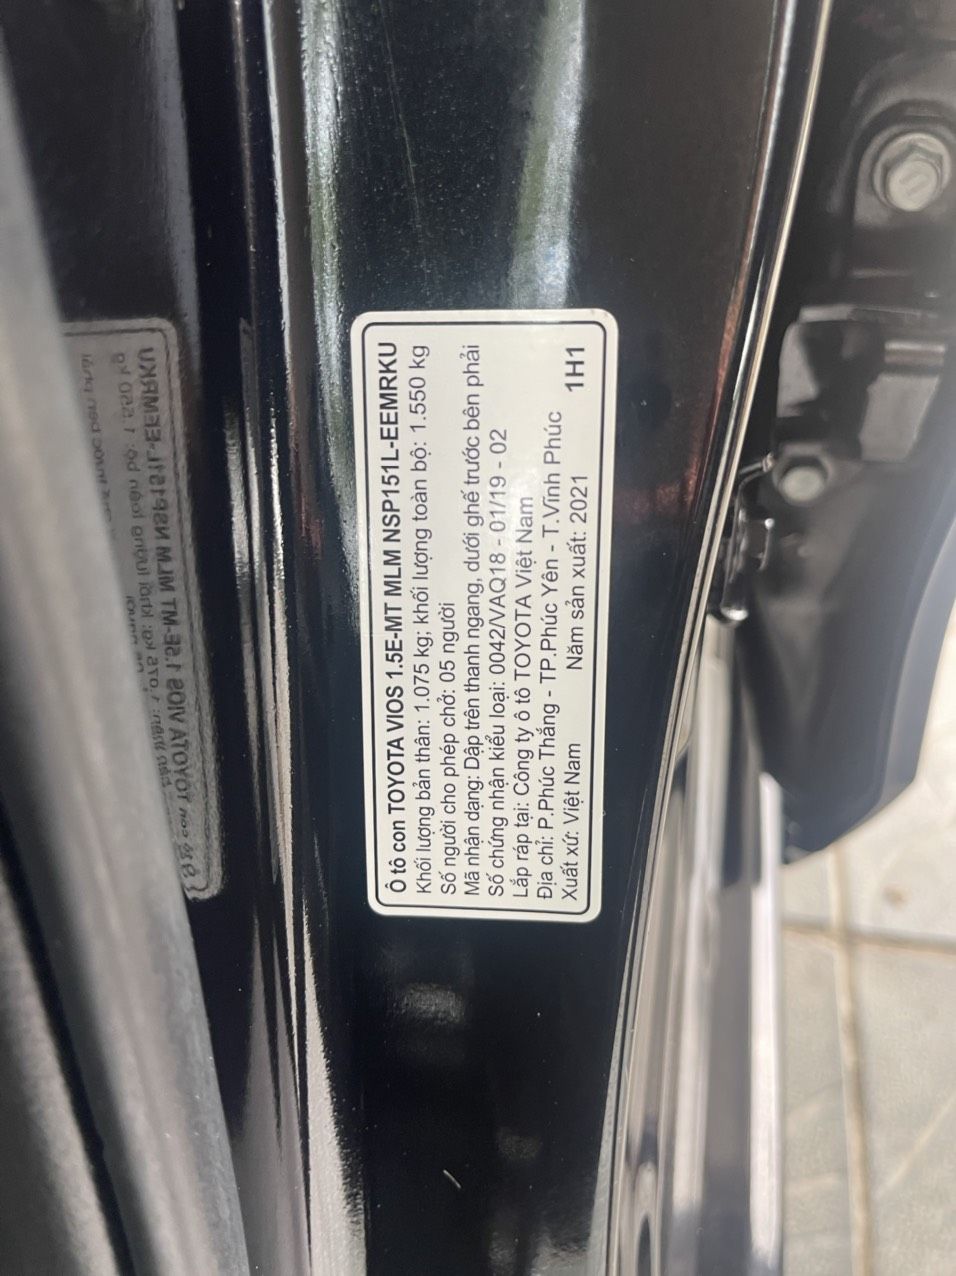 Ô tô con TOYOTA VIOS 1.5E-MT MLM NSP151L-EEMRKU
Khối lượng bản thân: 1.075 kg; khối lượng toàn bộ: 1.550 kg
Số người cho phép chở: 05 người
Mã nhận dạng: Dập trên thanh ngang, dưới ghế trước bên phải
Số chứng nhận kiểu loại: 0042/VAQ18 - 01/19 - 02
Lắp ráp tại: Công ty ô tô TOYOTA Việt Nam
Địa chỉ: P.Phúc Thắng - TP.Phúc Yên - T.Vĩnh Phúc
Xuất xứ: Việt Nam Năm sản xuất: 2021 1H1